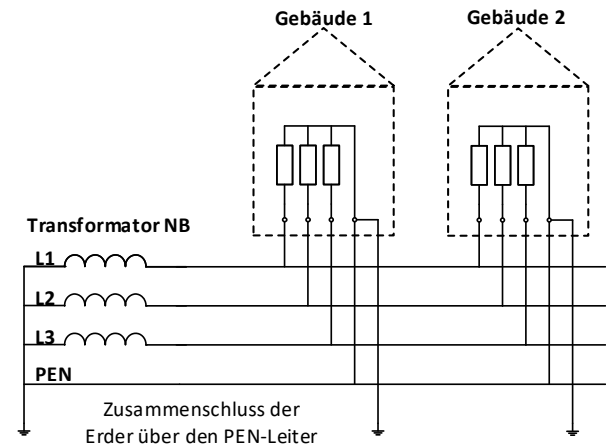 Gebäude 1
Gebäude 2
Transformator NB
L1
L2
L3
PEN
Zusammenschluss der
Erder über den PEN-Leiter